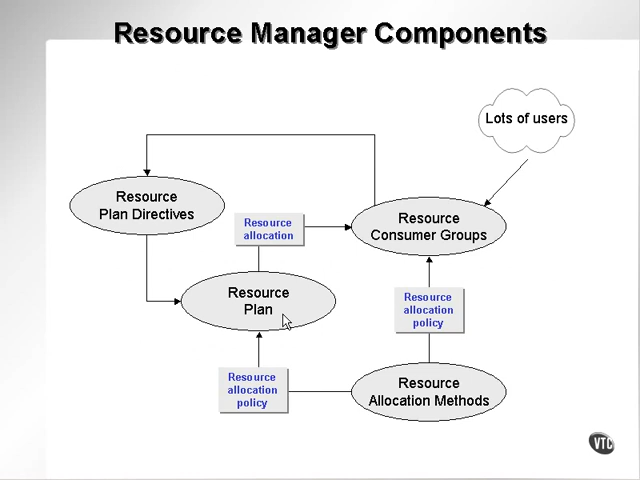 Resource Manager Components
Lots of users
Resource
Plan Directives
Resource
allocation
Resource
Consumer Groups
Resource
Plan
Resource
allocation
policy
Resource
allocation
policy
Resource
Allocation Methods
VTC